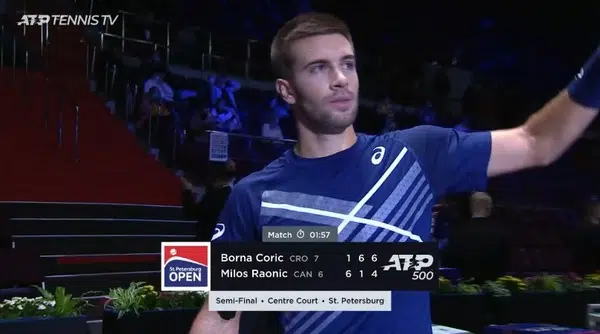 ATP TENNIS TV
asics
Match 01:57
St. Petersburg
OPEN
Borna Coric CRO 7 1 6 6
Milos Raonic CAN 6 6 1 4
ATP
500
Semi-Final • Centre Court • St. Petersburg